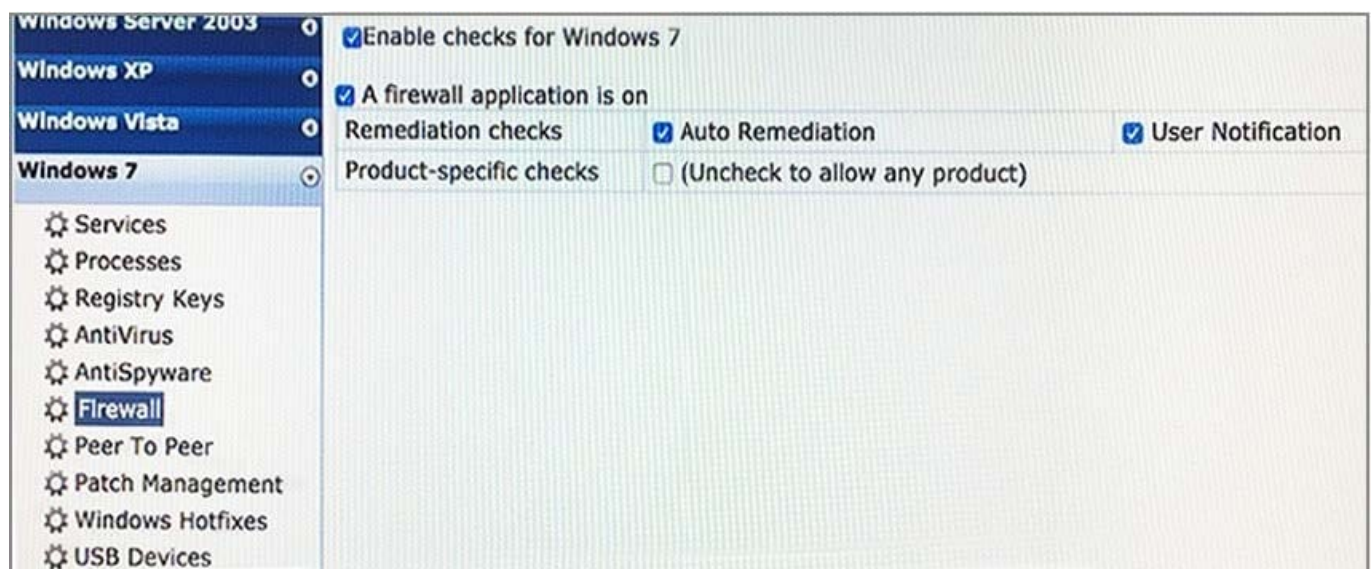 Windows Server 2003
Windows XP
Windows Vista
Windows 7
Services
Processes
Registry Keys
AntiVirus
AntiSpyware
Firewall
Peer To Peer
Patch Management
Windows Hotfixes
USB Devices
Enable checks for Windows 7
A firewall application is on
Remediation checks Auto Remediation User Notification
Product-specific checks (Uncheck to allow any product)